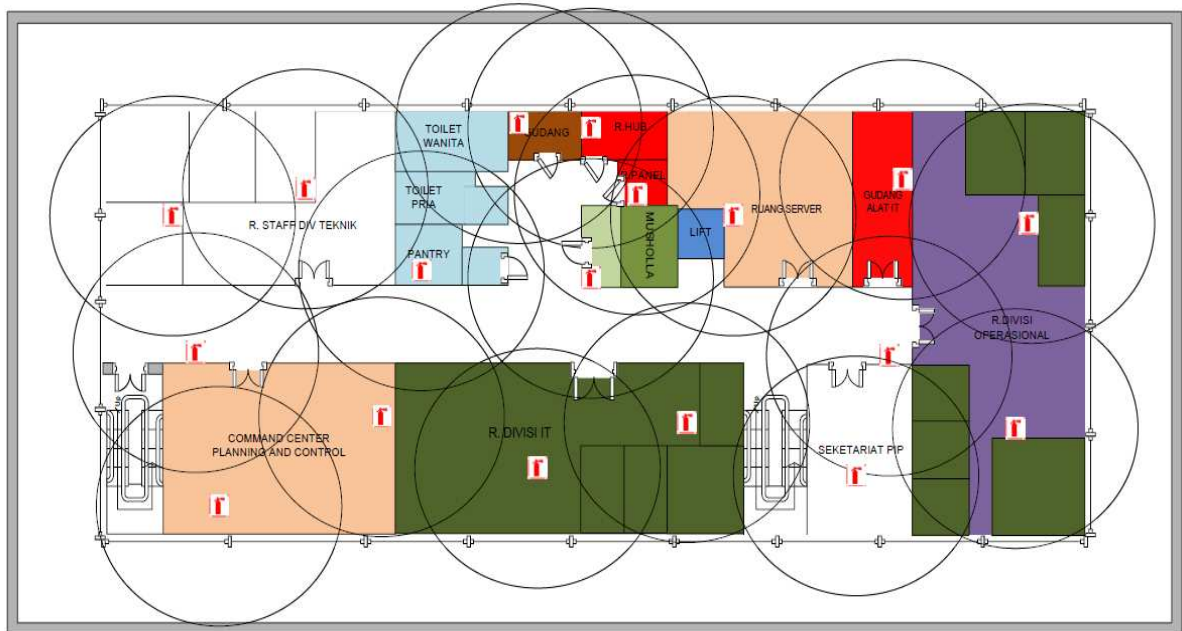 TOILET
WANITA
GUDANG
R.HUB
R.PANEL
TOILET
PRIA
R. STAFF DIV TEKNIK
PANTRY
MUSHOLLA
LIFT
RUANG SERVER
GUDANG
ALAT IT
R.DIVISI
OPERASIONAL
COMMAND CENTER
PLANNING AND CONTROL
R. DIVISI IT
SEKETARIAT PIP